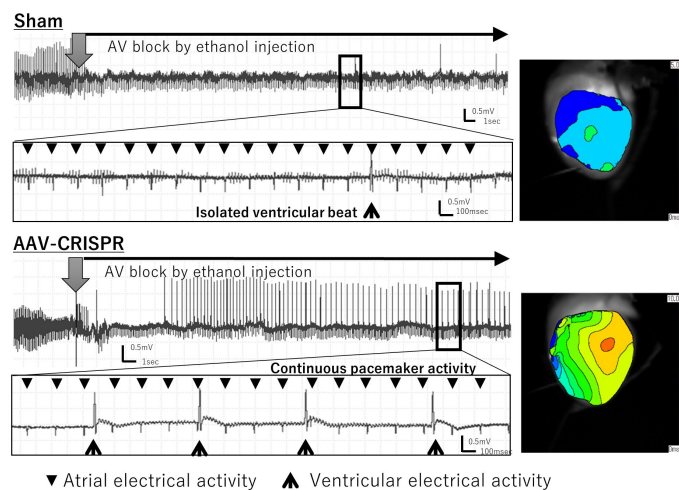 Sham
AV block by ethanol injection
0.5mV
1sec
Isolated ventricular beat
0.5mV
100msec
AAV-CRISPR
AV block by ethanol injection
0.5mV
1sec
Continuous pacemaker activity
0.5mV
100msec
Atrial electrical activity
Ventricular electrical activity